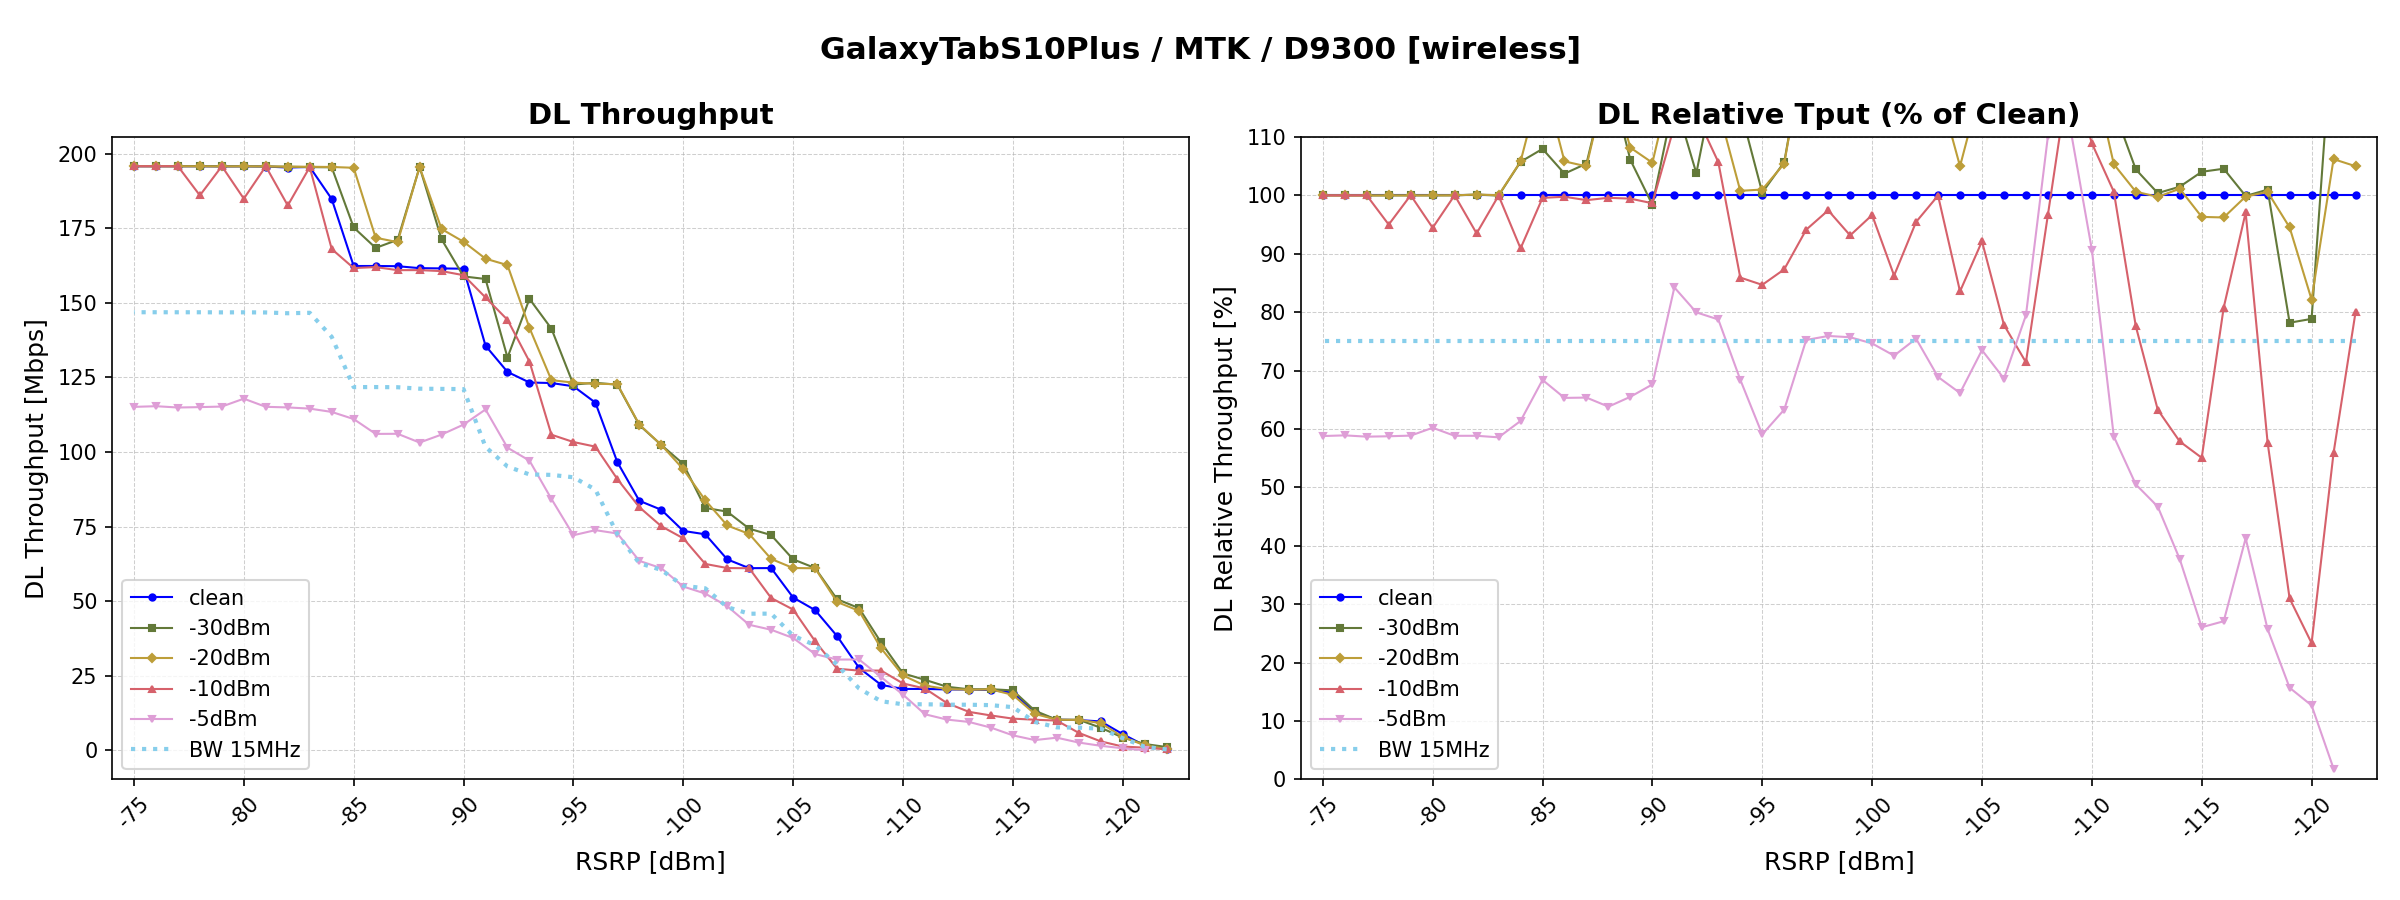 GalaxyTabS10Plus / MTK / D9300 [wireless]
DL Throughput
DL Throughput [Mbps]
200
175
150
125
100
75
50
25
0
clean
-30dBm
-20dBm
-10dBm
-5dBm
BW 15MHz
-75
-80
-85
-90
-95
-100
-105
-110
-115
-120
RSRP [dBm]
DL Relative Tput (% of Clean)
DL Relative Throughput [%]
110
100
90
80
70
60
50
40
30
20
10
0
clean
-30dBm
-20dBm
-10dBm
-5dBm
BW 15MHz
-75
-80
-85
-90
-95
-100
-105
-110
-115
-120
RSRP [dBm]